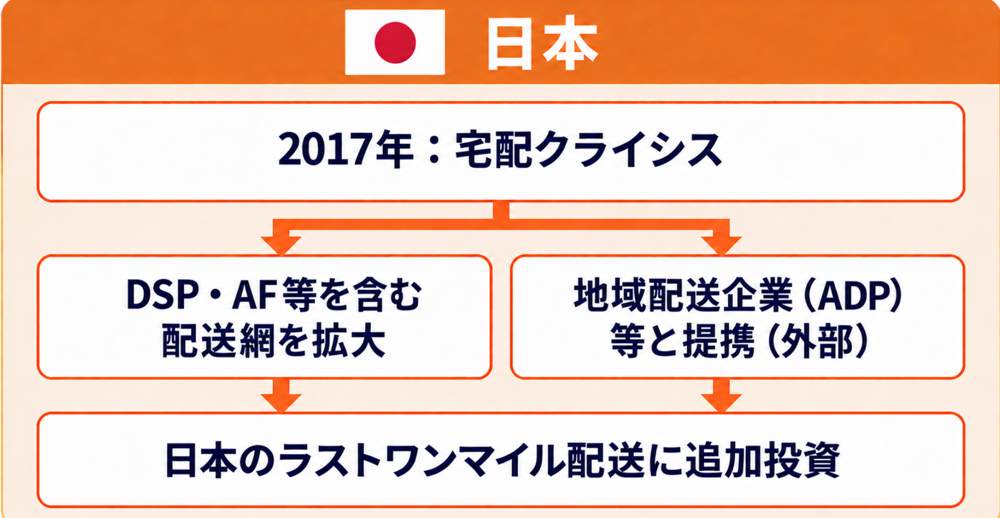 日本
2017年：宅配クライシス
DSP・AF等を含む
配送網を拡大
地域配送企業（ADP）
等と提携（外部）
日本のラストワンマイル配送に追加投資